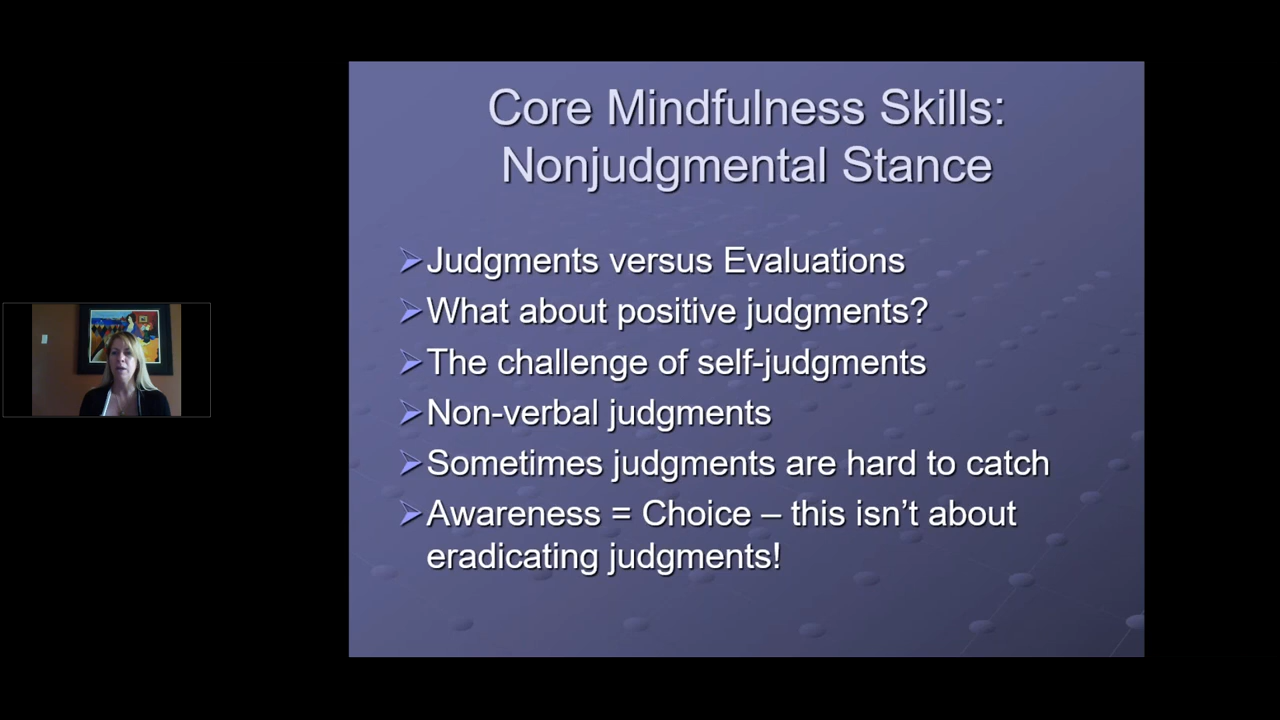 Core Mindfulness Skills:
Nonjudgmental Stance
Judgments versus Evaluations
What about positive judgments?
The challenge of self-judgments
Non-verbal judgments
Sometimes judgments are hard to catch
Awareness = Choice – this isn’t about
eradicating judgments!